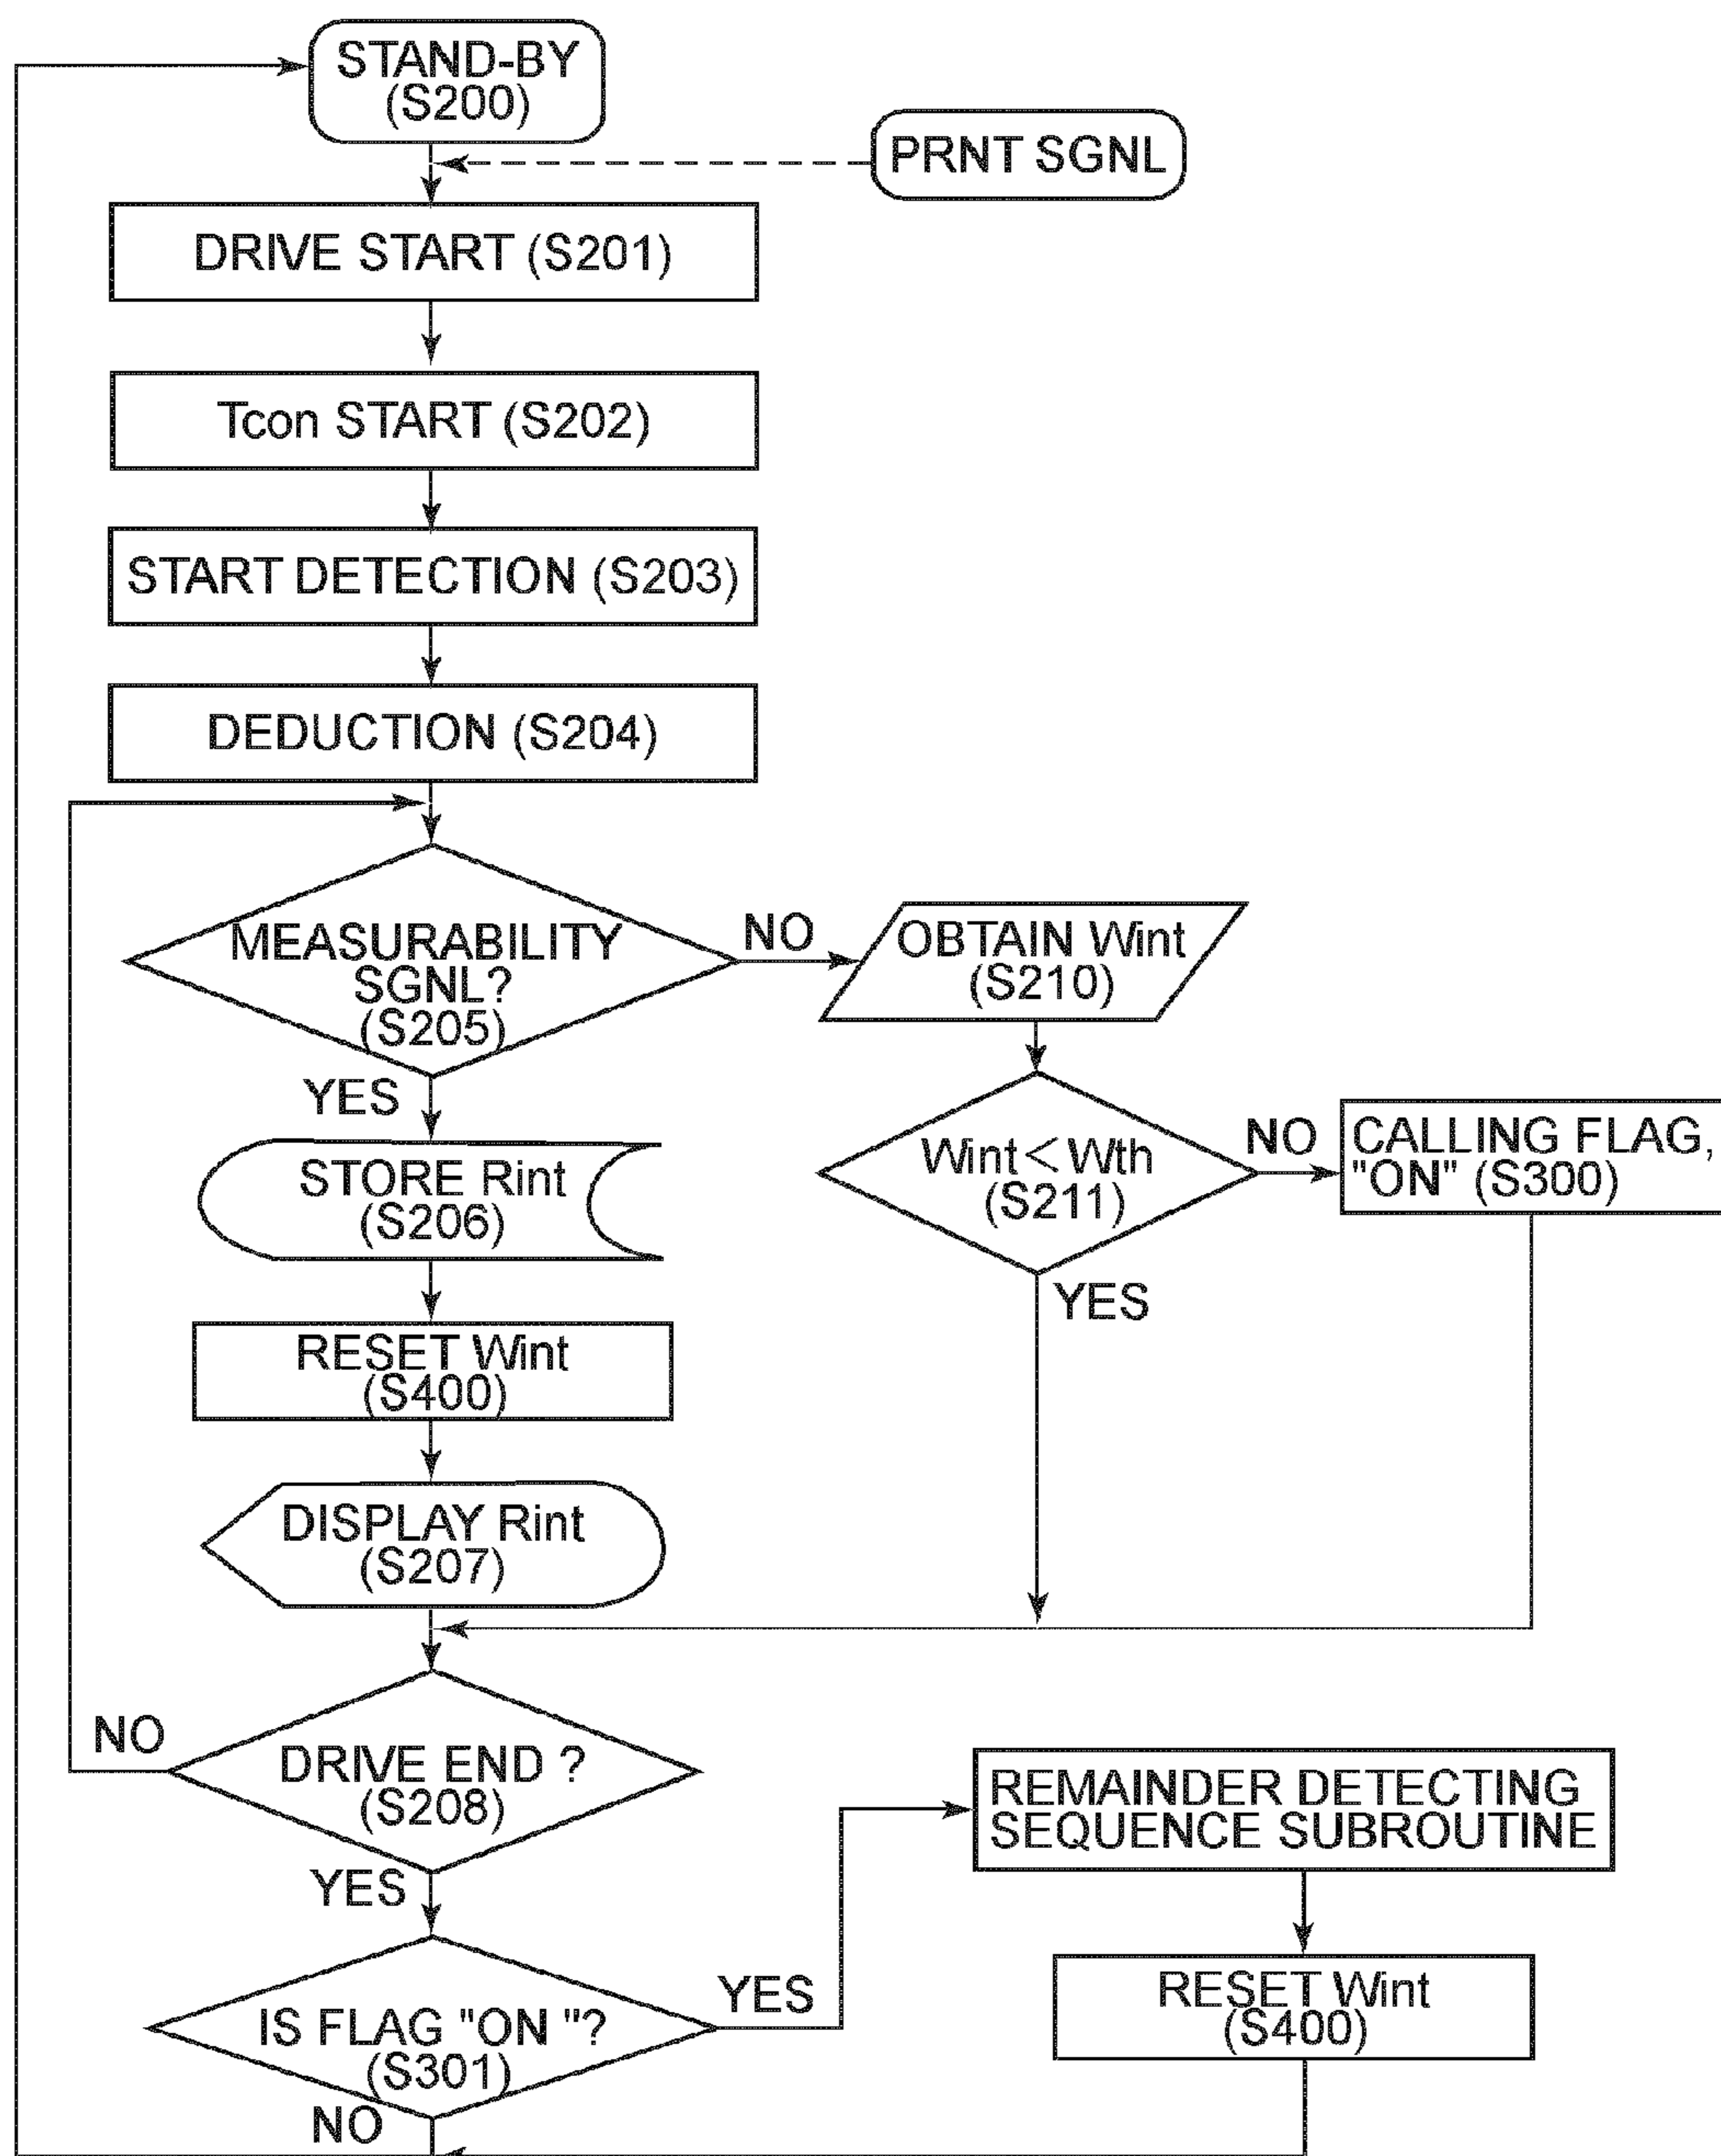 STAND-BY
(S200)
PRNT SGNL
DRIVE START (S201)
Tcon START (S202)
START DETECTION (S203)
DEDUCTION (S204)
MEASURABILITY
SGNL?
(S205)
NO
OBTAIN Wint
(S210)
YES
Wint < Wth
(S211)
NO
CALLING FLAG,
"ON" (S300)
STORE Rint
(S206)
YES
RESET Wint
(S400)
DISPLAY Rint
(S207)
NO
DRIVE END ?
(S208)
REMAINDER DETECTING
SEQUENCE SUBROUTINE
YES
IS FLAG "ON "?
(S301)
YES
RESET Wint
(S400)
NO